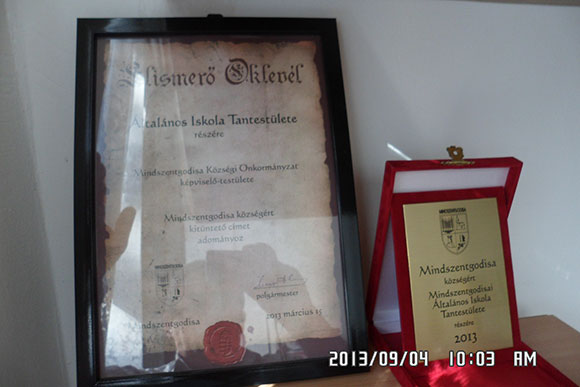 Elismerő Oklevél
Általános Iskola Tantestülete
részére
Mindszentgodisa Községi Önkormányzat
képviselő-testülete
Mindszentgodisa községért
kitüntető címet
adományoz
polgármester
Mindszentgodisa
2013 március 15
MINDSZENTGODISA
Mindszentgodisa
községért
Mindszentgodisai
Általános Iskola
Tantestülete
részére
2013
2013/09/04 10:03 AM